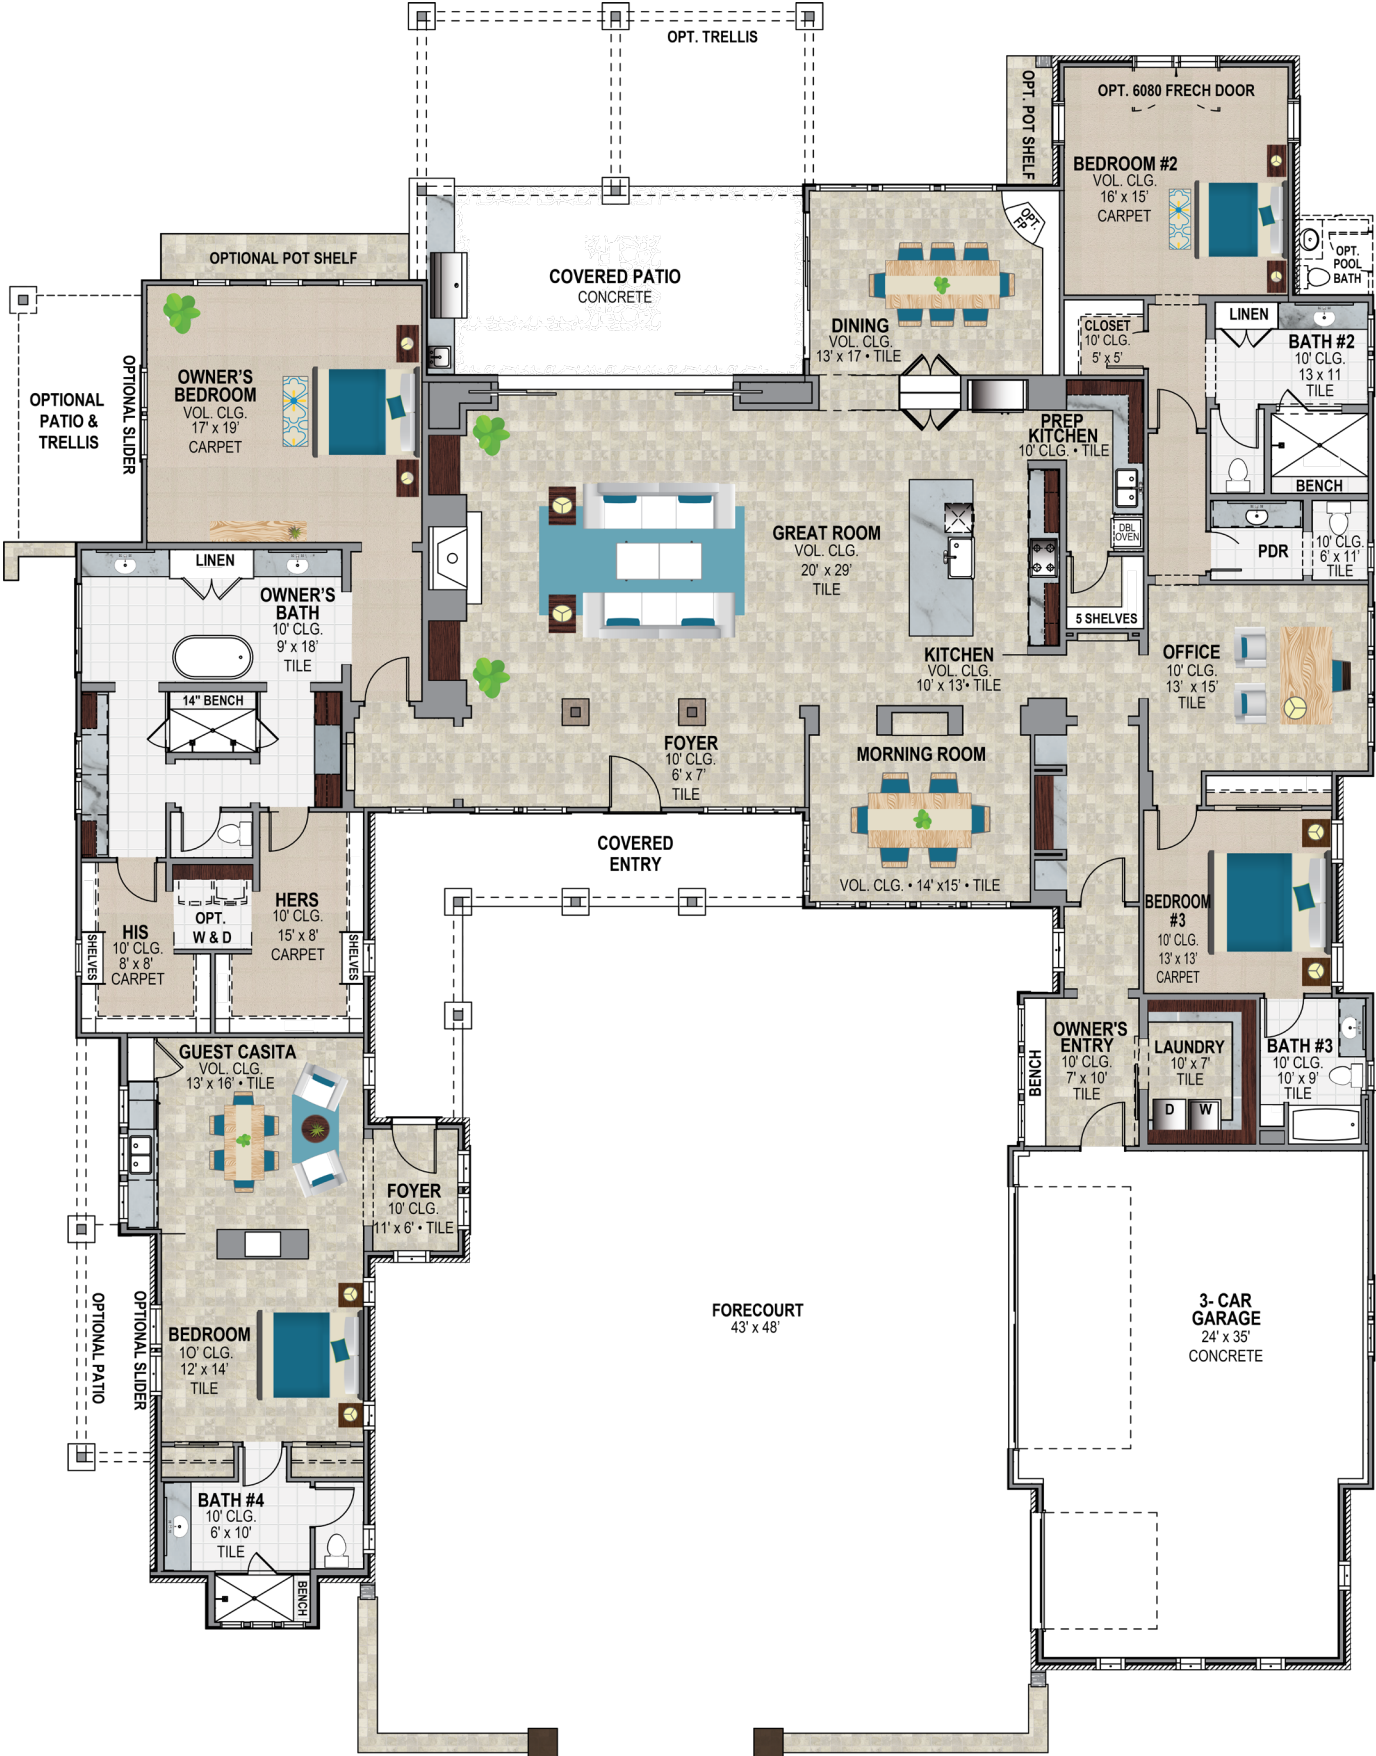 OPT. TRELLIS
OPT. POT SHELF
OPT. 6080 FRECH DOOR
BEDROOM #2
VOL. CLG.
16' x 15'
CARPET
OPT.
FP
OPT.
POOL
BATH
OPTIONAL POT SHELF
COVERED PATIO
CONCRETE
DINING
VOL. CLG.
13' x 17 • TILE
CLOSET
10' CLG.
5' x 5'
LINEN
BATH #2
10' CLG.
13 x 11
TILE
BENCH
OPTIONAL
PATIO &
TRELLIS
OPTIONAL SLIDER
OWNER'S
BEDROOM
VOL. CLG.
17' x 19'
CARPET
PREP
KITCHEN
10' CLG. • TILE
DBL
OVEN
5 SHELVES
PDR
10' CLG.
6' x 11'
TILE
GREAT ROOM
VOL. CLG.
20' x 29'
TILE
LINEN
OWNER'S
BATH
10' CLG.
9' x 18'
TILE
14" BENCH
KITCHEN
VOL. CLG.
10' x 13'• TILE
OFFICE
10' CLG.
13' x 15'
TILE
FOYER
10' CLG.
6' x 7'
TILE
MORNING ROOM
VOL. CLG. • 14' x15' • TILE
COVERED
ENTRY
HERS
10' CLG.
15' x 8'
CARPET
SHELVES
OPT.
W & D
HIS
10' CLG.
8' x 8'
CARPET
SHELVES
BEDROOM
#3
10' CLG.
13' x 13'
CARPET
OWNER'S
ENTRY
10' CLG.
7' x 10'
TILE
BENCH
LAUNDRY
10' x 7'
TILE
D
W
BATH #3
10' CLG.
10' x 9'
TILE
GUEST CASITA
VOL. CLG.
13' x 16' • TILE
FOYER
10' CLG.
11' x 6' • TILE
OPTIONAL PATIO
OPTIONAL SLIDER
BEDROOM
10' CLG.
12' x 14'
TILE
FORECOURT
43' x 48'
3- CAR
GARAGE
24' x 35'
CONCRETE
BATH #4
10' CLG.
6' x 10'
TILE
BENCH